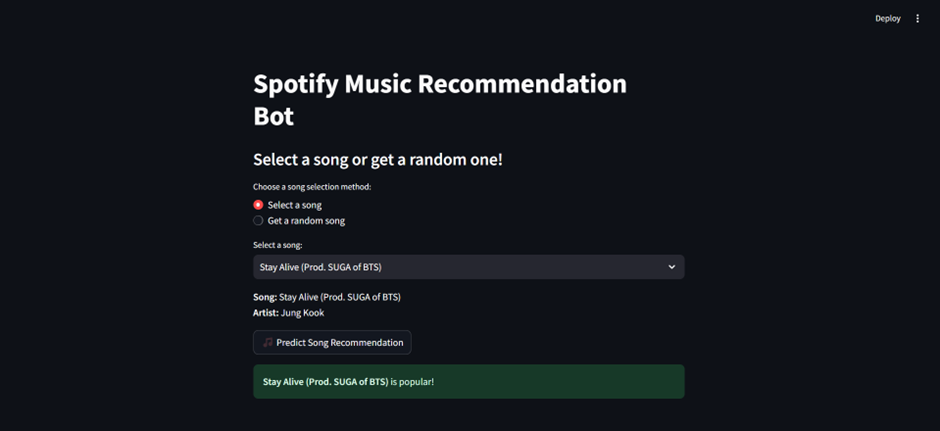 Deploy
Spotify Music Recommendation
Bot
Select a song or get a random one!
Choose a song selection method:
Select a song
Get a random song
Select a song:
Stay Alive (Prod. SUGA of BTS)
Song: Stay Alive (Prod. SUGA of BTS)
Artist: Jung Kook
🎵 Predict Song Recommendation
Stay Alive (Prod. SUGA of BTS) is popular!